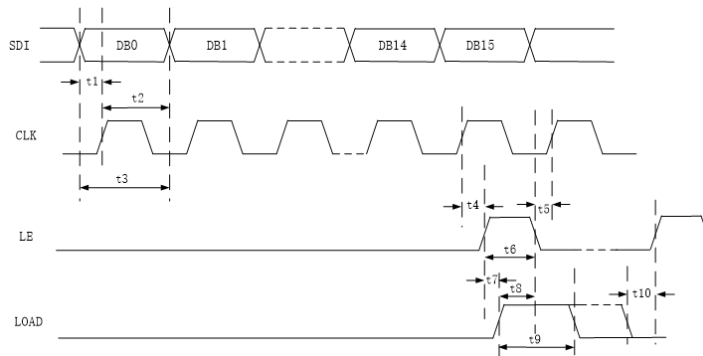 SDI DB0 DB1 DB14 DB15
t1
t2
CLK
t3
t4 t5
LE
t6
t7 t8 t10
LOAD
t9